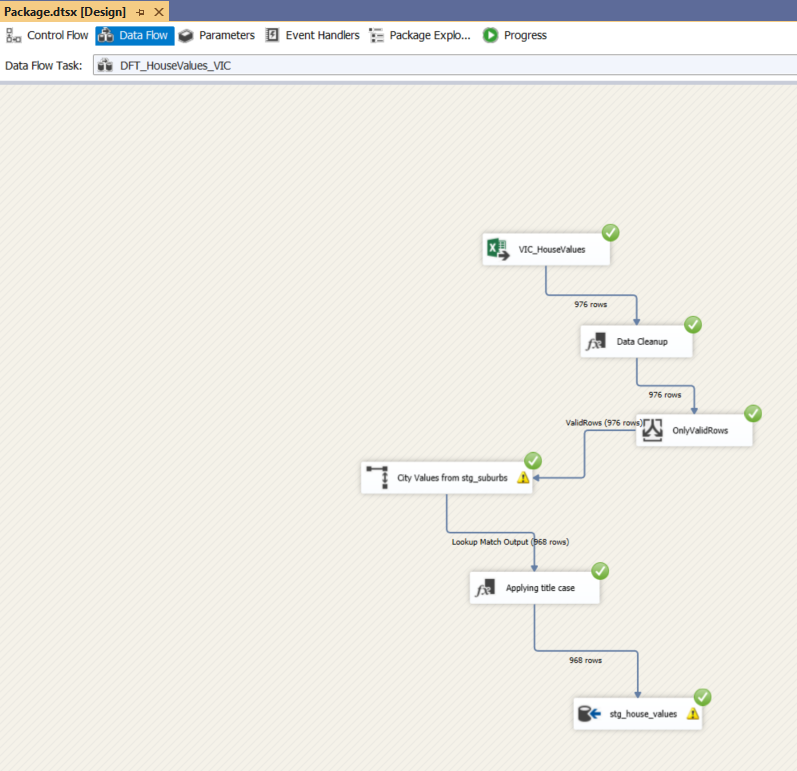 Package.dtsx [Design]
Control Flow Data Flow Parameters Event Handlers Package Explo... Progress
Data Flow Task: DFT_HouseValues_VIC
VIC_HouseValues
976 rows
Data Cleanup
976 rows
ValidRows (976 rows)
OnlyValidRows
City Values from stg_suburbs
Lookup Match Output (968 rows)
Applying title case
968 rows
stg_house_values